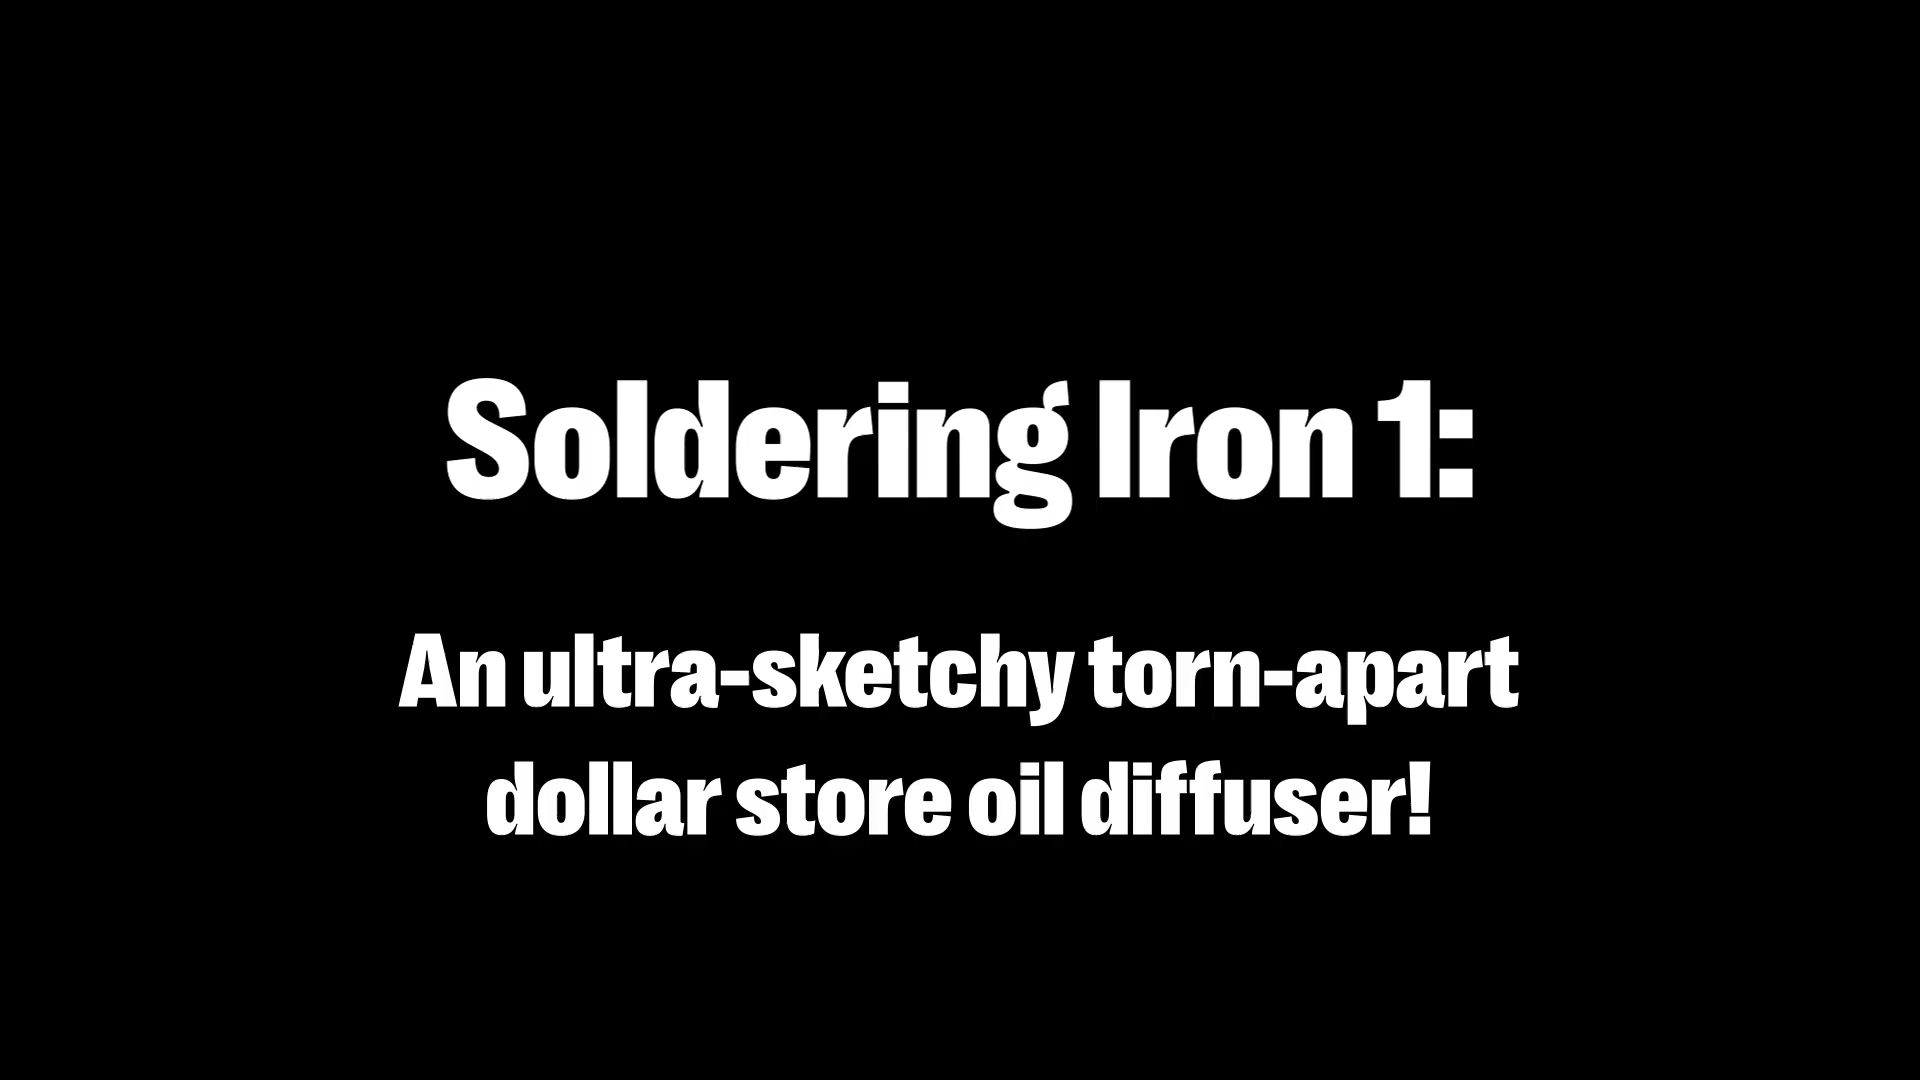 Soldering Iron 1:
An ultra-sketchy torn-apart
dollar store oil diffuser!